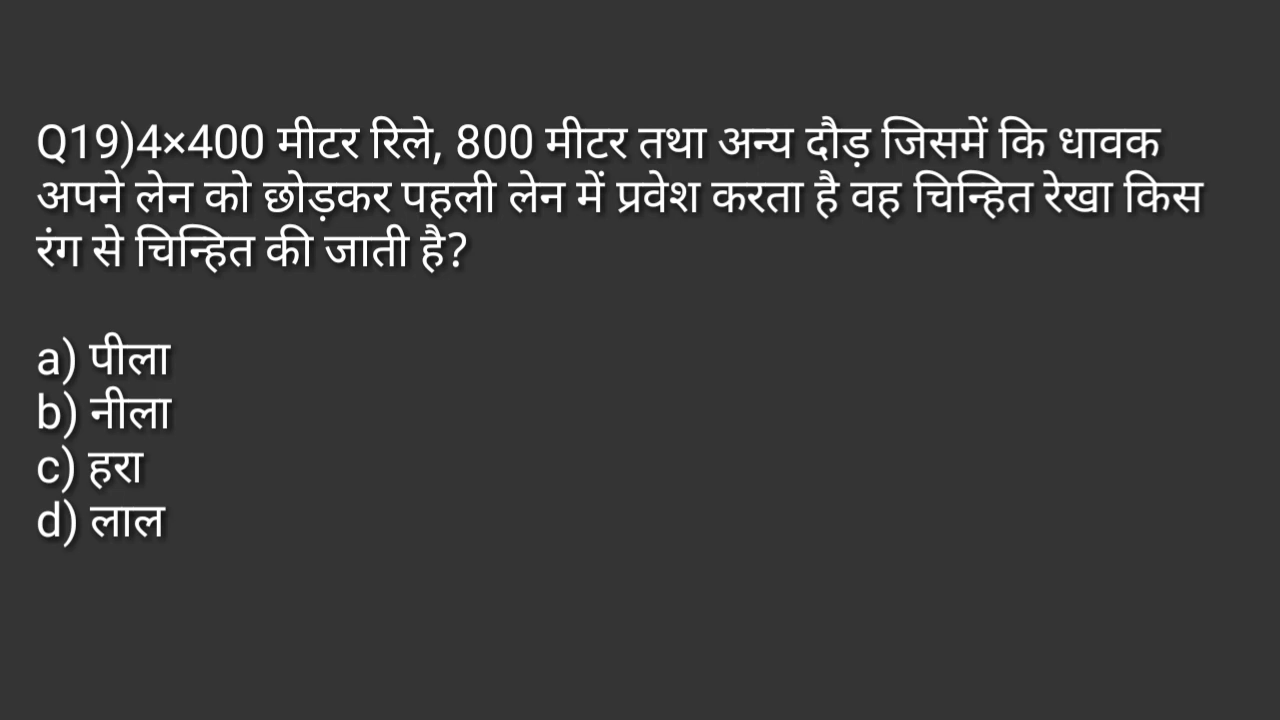 Q19)4×400 मीटर रिले, 800 मीटर तथा अन्य दौड़ जिसमें कि धावक
अपने लेन को छोड़कर पहली लेन में प्रवेश करता है वह चिन्हित रेखा किस
रंग से चिन्हित की जाती है?
a) पीला
b) नीला
c) हरा
d) लाल